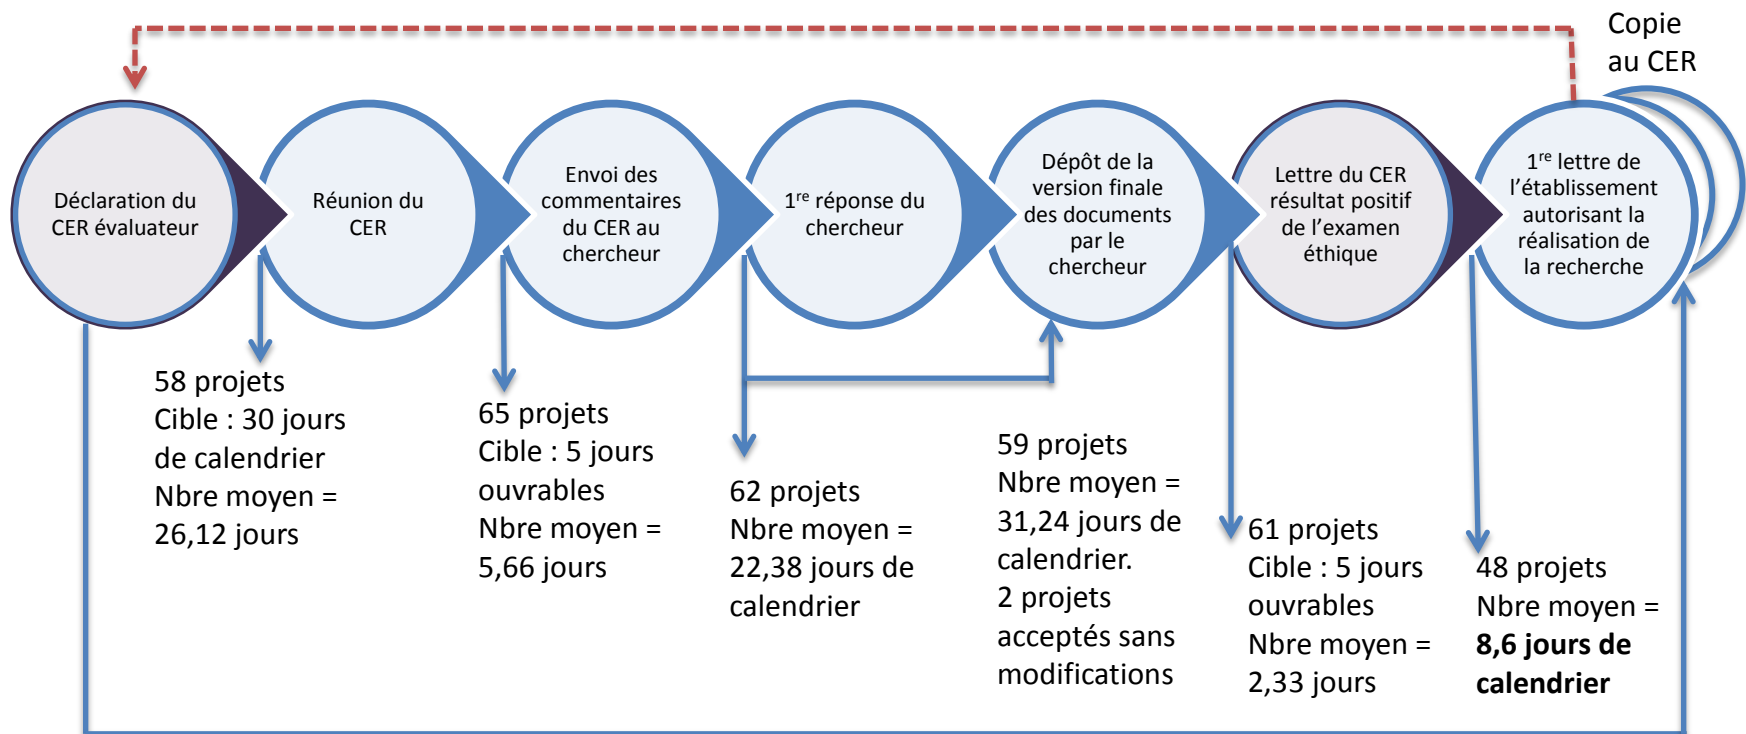 Copie
au CER
Déclaration du
CER évaluateur
Réunion du
CER
Envoi des
commentaires
du CER au
chercheur
1re réponse du
chercheur
Dépôt de la
version finale
des documents
par le
chercheur
Lettre du CER
résultat positif
de l’examen
éthique
1re lettre de
l’établissement
autorisant la
réalisation de
la recherche
58 projets
Cible : 30 jours
de calendrier
Nbre moyen =
26,12 jours
65 projets
Cible : 5 jours
ouvrables
Nbre moyen =
5,66 jours
62 projets
Nbre moyen =
22,38 jours de
calendrier
59 projets
Nbre moyen =
31,24 jours de
calendrier.
2 projets
acceptés sans
modifications
61 projets
Cible : 5 jours
ouvrables
Nbre moyen =
2,33 jours
48 projets
Nbre moyen =
8,6 jours de
calendrier